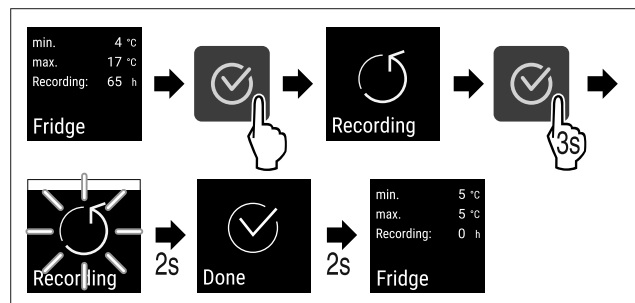 min. 4 °C
max. 17 °C
Recording: 65 h
Fridge
Recording
3s
Recording
2s
Done
2s
min. 5 °C
max. 5 °C
Recording: 0 h
Fridge